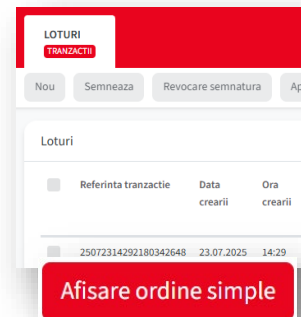 LOTURI
TRANZACTII
Nou Semneaza Revocare semnatura
Loturi
Referinta tranzactie Data crearii Ora crearii
25072314292180342648 23.07.2025 14:29
Afisare ordine simple